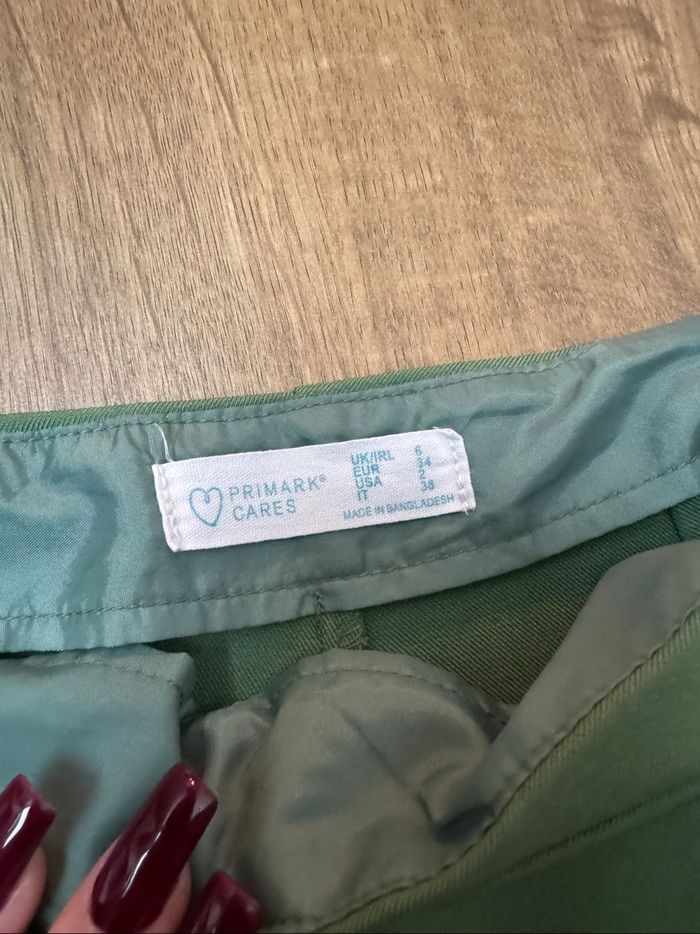 PRIMARK®
CARES
UK/IRL 6
EUR 34
USA 2
IT 38
MADE IN BANGLADESH